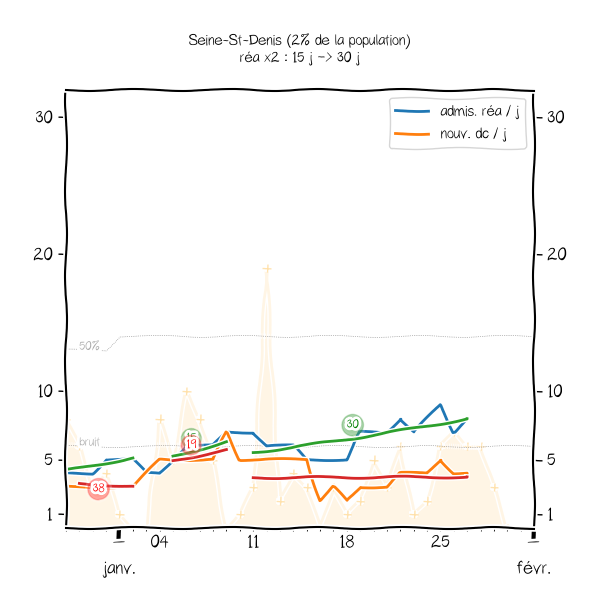 Seine-St-Denis (2% de la population)
réa x2 : 15 j -> 30 j
admis. réa / j
nouv. dc / j
30
30
20
20
50%
10
10
bruit
30
15
19
38
5
5
1
1
04
11
18
25
janv.
févr.